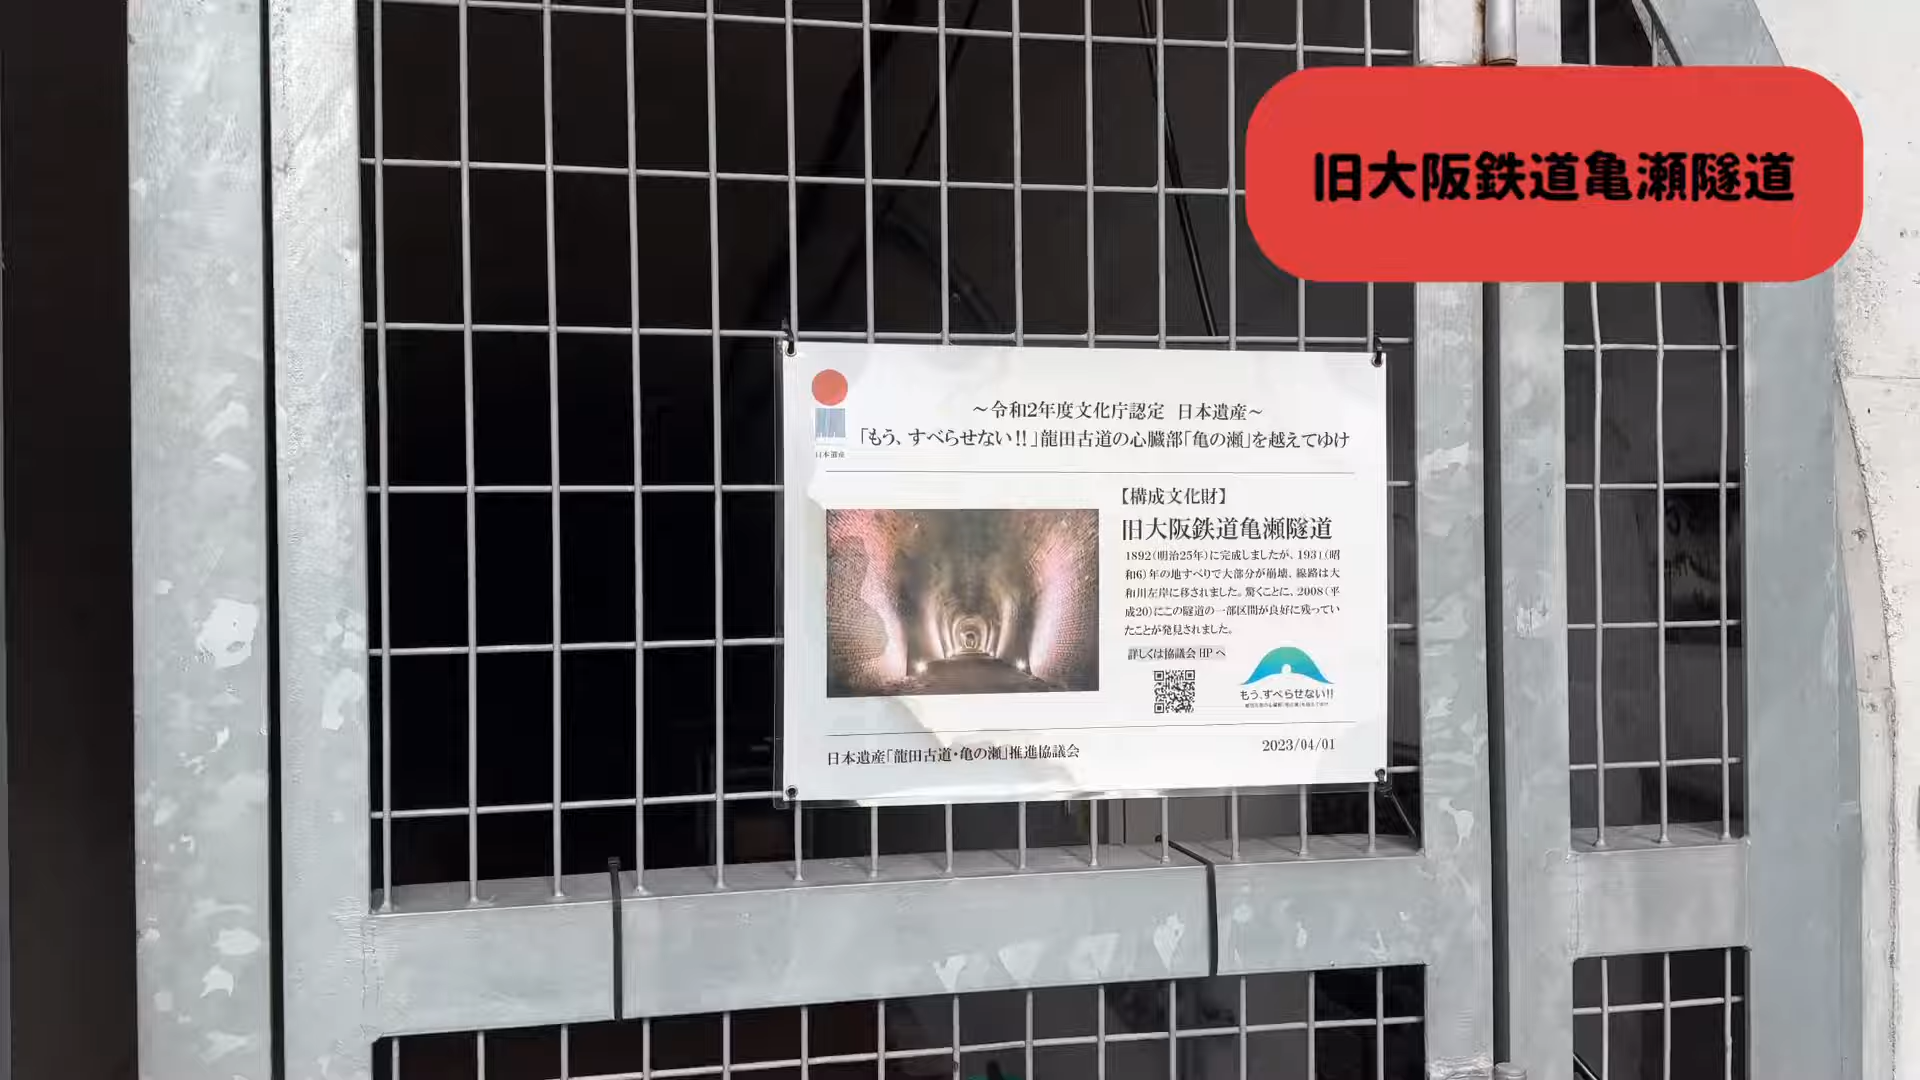 旧大阪鉄道亀瀬隧道
～令和2年度文化庁認定 日本遺産～
「もう、すべらせない!!」龍田古道の心臓部「亀の瀬」を越えてゆけ
日本遺産
【構成文化財】
旧大阪鉄道亀瀬隧道
1892(明治25年)に完成しましたが、1931(昭
和6)年の地すべりで大部分が崩壊、線路は大
和川左岸に移されました。驚くことに、2008(平
成20)にこの隧道の一部区間が良好に残ってい
たことが発見されました。
詳しくは協議会HPへ
もう、すべらせない!!
日本遺産「龍田古道・亀の瀬」推進協議会
2023/04/01